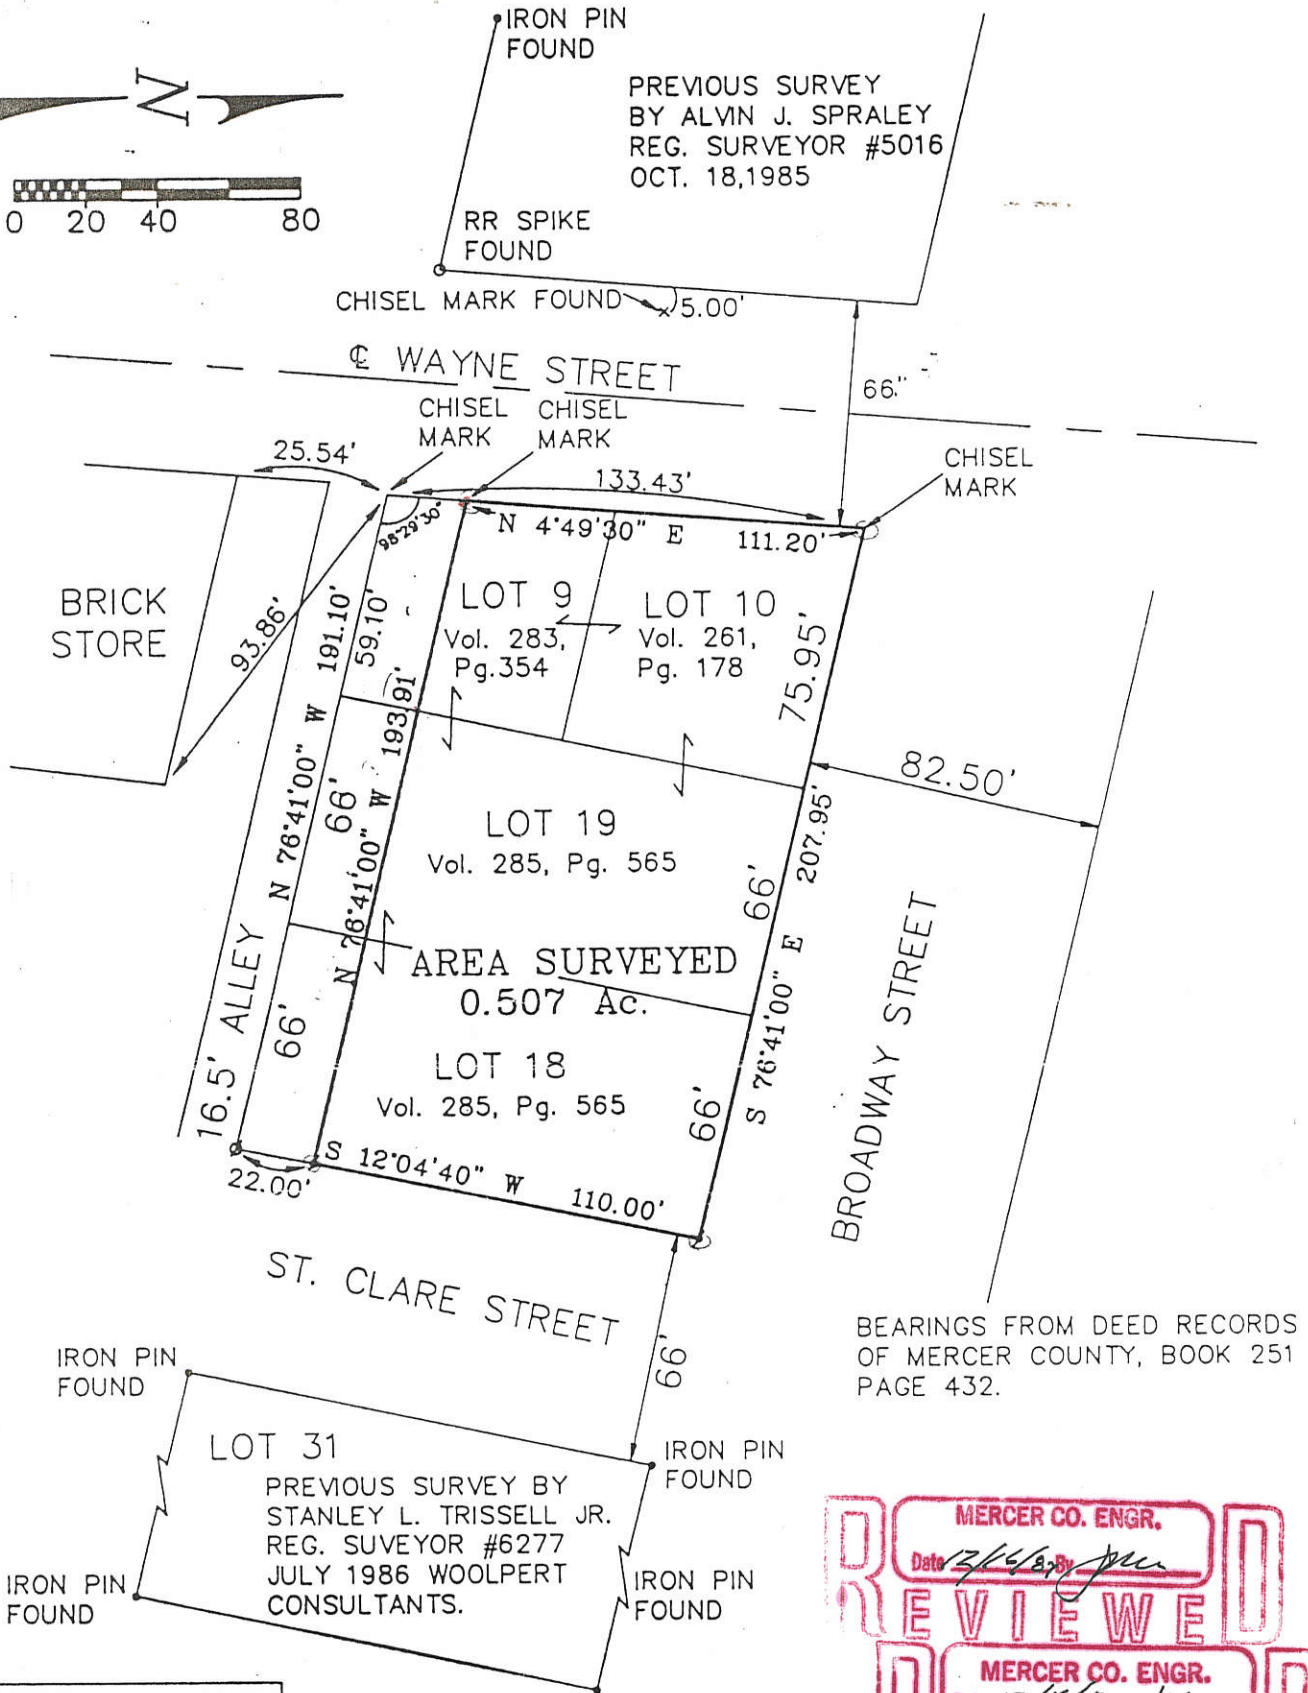 IRON PIN
FOUND
PREVIOUS SURVEY
BY ALVIN J. SPRALEY
REG. SURVEYOR #5016
OCT. 18,1985
N
0 20 40 80
RR SPIKE
FOUND
CHISEL MARK FOUND
5.00'
℄ WAYNE STREET
66."
CHISEL
MARK
CHISEL
MARK
CHISEL
MARK
25.54'
133.43'
98°29'30"
N 4°49'30" E 111.20'
BRICK
STORE
93.86'
LOT 9
Vol. 283,
Pg.354
LOT 10
Vol. 261,
Pg. 178
59.10'
75.95'
N 76°41'00" W 191.10'
66'
N 76°41'00" W 193.91'
82.50'
LOT 19
Vol. 285, Pg. 565
66'
S 76°41'00" E 207.95'
16.5' ALLEY
66'
AREA SURVEYED
0.507 Ac.
LOT 18
Vol. 285, Pg. 565
66'
BROADWAY STREET
22.00'
S 12°04'40" W 110.00'
ST. CLARE STREET
66'
BEARINGS FROM DEED RECORDS
OF MERCER COUNTY, BOOK 251
PAGE 432.
IRON PIN
FOUND
LOT 31
PREVIOUS SURVEY BY
STANLEY L. TRISSELL JR.
REG. SUVEYOR #6277
JULY 1986 WOOLPERT
CONSULTANTS.
IRON PIN
FOUND
IRON PIN
FOUND
IRON PIN
FOUND
MERCER CO. ENGR.
Date By
REVIEWED
MERCER CO. ENGR.